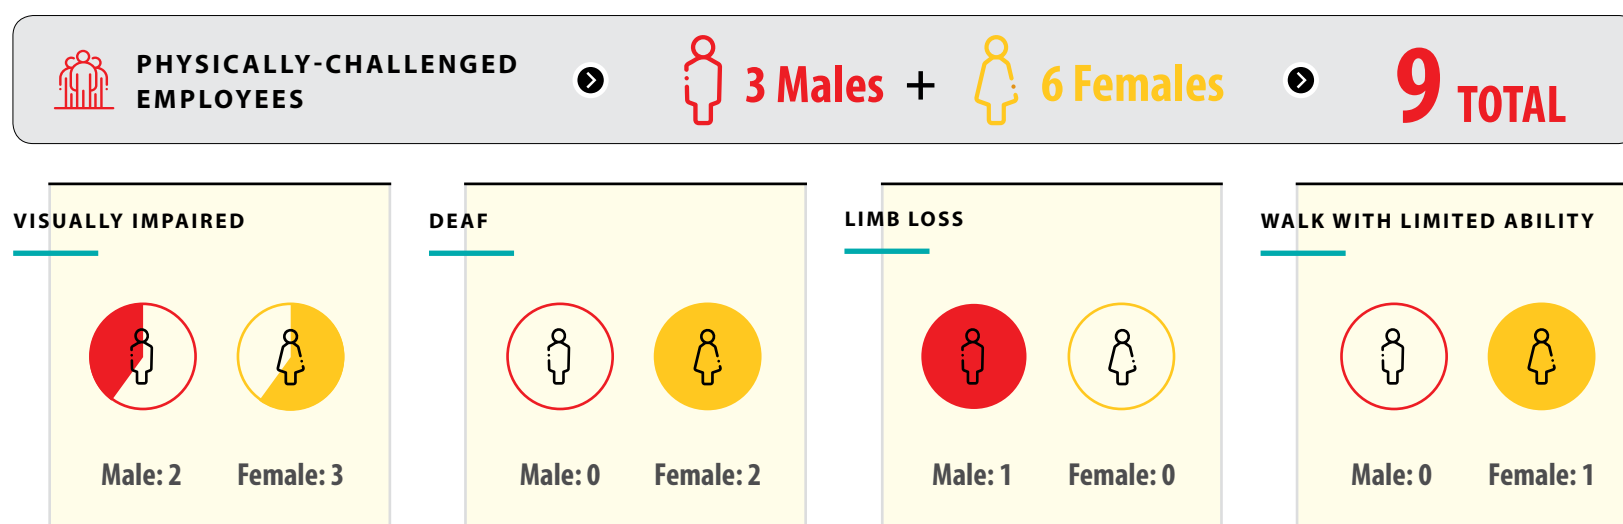 PHYSICALLY-CHALLENGED
EMPLOYEES
3 Males + 6 Females
9 TOTAL
VISUALLY IMPAIRED
Male: 2 Female: 3
DEAF
Male: 0 Female: 2
LIMB LOSS
Male: 1 Female: 0
WALK WITH LIMITED ABILITY
Male: 0 Female: 1